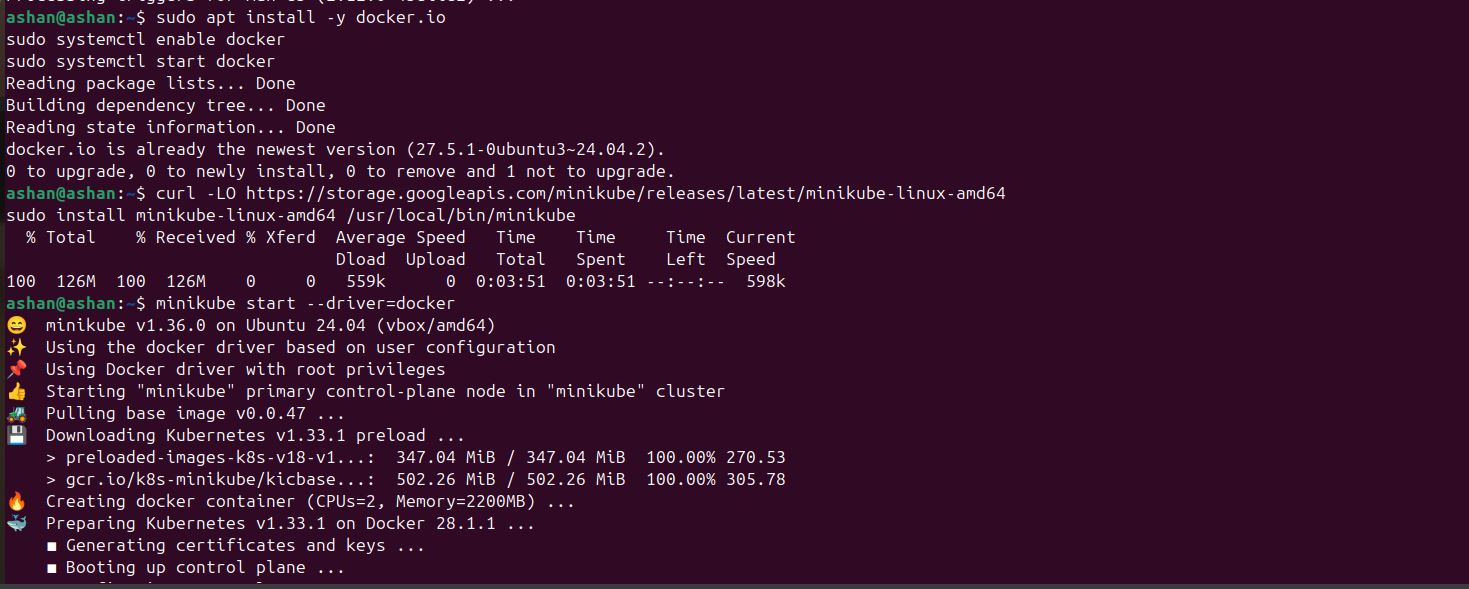 ashan@ashan:~$ sudo apt install -y docker.io
sudo systemctl enable docker
sudo systemctl start docker
Reading package lists... Done
Building dependency tree... Done
Reading state information... Done
docker.io is already the newest version (27.5.1-0ubuntu3~24.04.2).
0 to upgrade, 0 to newly install, 0 to remove and 1 not to upgrade.
ashan@ashan:~$ curl -LO https://storage.googleapis.com/minikube/releases/latest/minikube-linux-amd64
sudo install minikube-linux-amd64 /usr/local/bin/minikube
% Total % Received % Xferd Average Speed Time Time Time Current
Dload Upload Total Spent Left Speed
100 126M 100 126M 0 0 559k 0 0:03:51 0:03:51 --:--:-- 598k
ashan@ashan:~$ minikube start --driver=docker
😄 minikube v1.36.0 on Ubuntu 24.04 (vbox/amd64)
✨ Using the docker driver based on user configuration
📌 Using Docker driver with root privileges
👍 Starting "minikube" primary control-plane node in "minikube" cluster
🚜 Pulling base image v0.0.47 ...
💾 Downloading Kubernetes v1.33.1 preload ...
> preloaded-images-k8s-v18-v1...: 347.04 MiB / 347.04 MiB 100.00% 270.53
> gcr.io/k8s-minikube/kicbase...: 502.26 MiB / 502.26 MiB 100.00% 305.78
🔥 Creating docker container (CPUs=2, Memory=2200MB) ...
🐳 Preparing Kubernetes v1.33.1 on Docker 28.1.1 ...
▪ Generating certificates and keys ...
▪ Booting up control plane ...